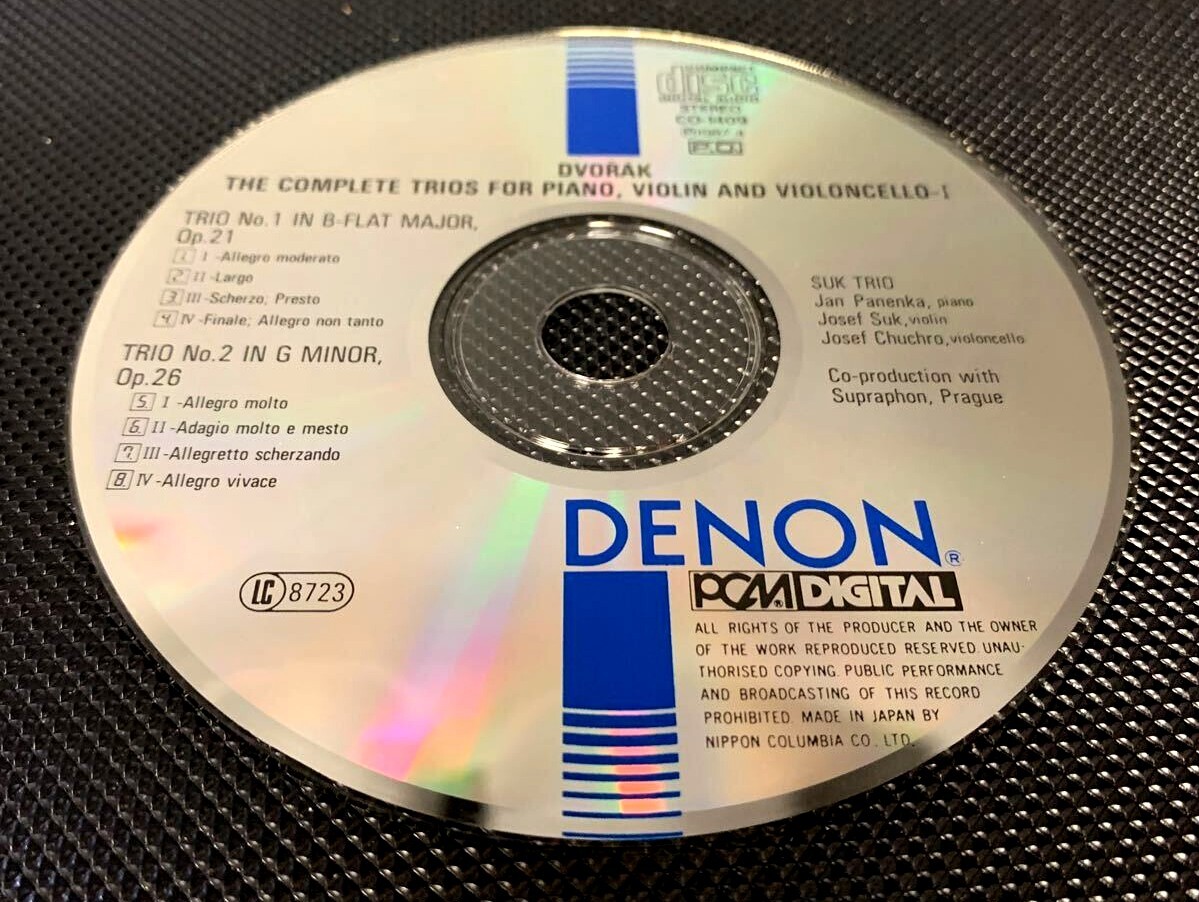 disc
STEREO
DVOŘÁK
THE COMPLETE TRIOS FOR PIANO, VIOLIN AND VIOLONCELLO-I
TRIO No.1 IN B-FLAT MAJOR,
Op.21
1. I -Allegro moderato
2 II-Largo
3 III-Scherzo; Presto
4. IV-Finale; Allegro non tanto
TRIO No.2 IN G MINOR,
Op.26
5. I -Allegro molto
6. II-Adagio molto e mesto
7. III-Allegretto scherzando
8. IV-Allegro vivace
SUK TRIO
Jan Panenka, piano
Josef Suk, violin
Josef Chuchro, violoncello
Co-production with
Supraphon, Prague
LC 8723
DENON®
PCM® DIGITAL
ALL RIGHTS OF THE PRODUCER AND THE OWNER
OF THE WORK REPRODUCED RESERVED. UNAU-
THORISED COPYING. PUBLIC PERFORMANCE
AND BROADCASTING OF THIS RECORD
PROHIBITED. MADE IN JAPAN BY
NIPPON COLUMBIA CO., LTD.